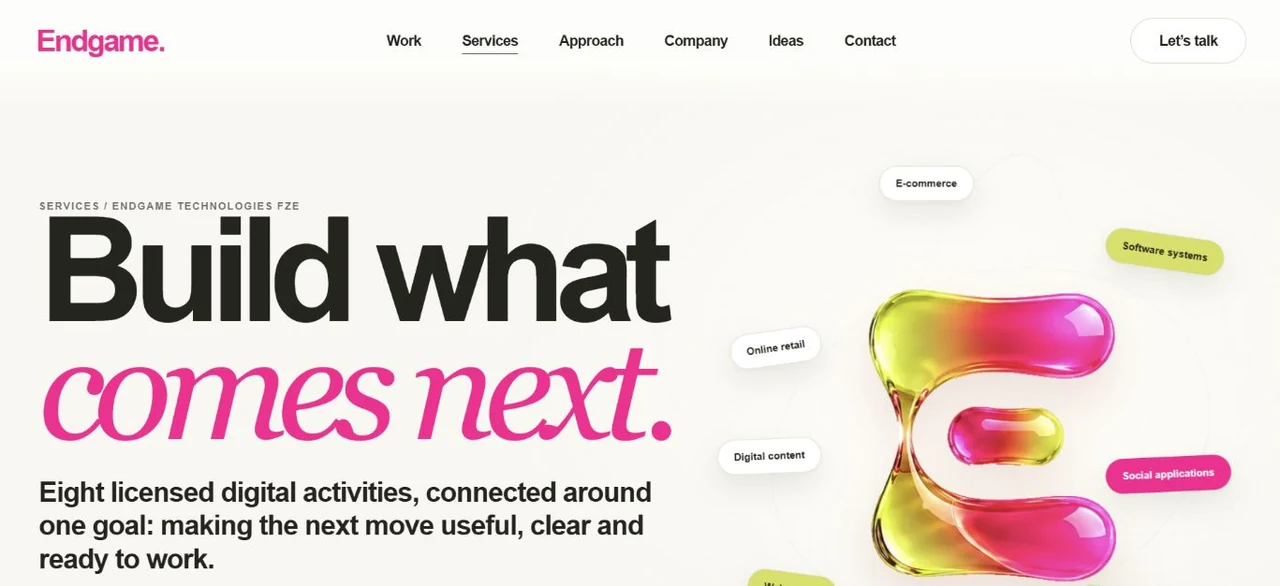 Endgame.
Work
Services
Approach
Company
Ideas
Contact
Let's talk
SERVICES / ENDGAME TECHNOLOGIES FZE
Build what
comes next.
Eight licensed digital activities, connected around
one goal: making the next move useful, clear and
ready to work.
E-commerce
Software systems
Online retail
Digital content
Social applications